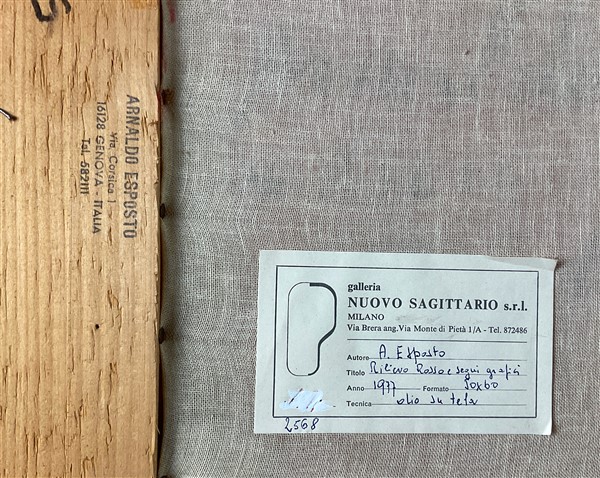 S
ARNALDO ESPOSTO
Via Corsica 1
16128 GENOVA - ITALIA
Tel. 582111
galleria
NUOVO SAGITTARIO s.r.l.
MILANO
Via Brera ang. Via Monte di Pietà 1/A - Tel. 872486
Autore A. Esposto
Titolo Rilievo Rosso e segni grafici
Anno 1977 Formato 50x60
Tecnica olio su tela
2568